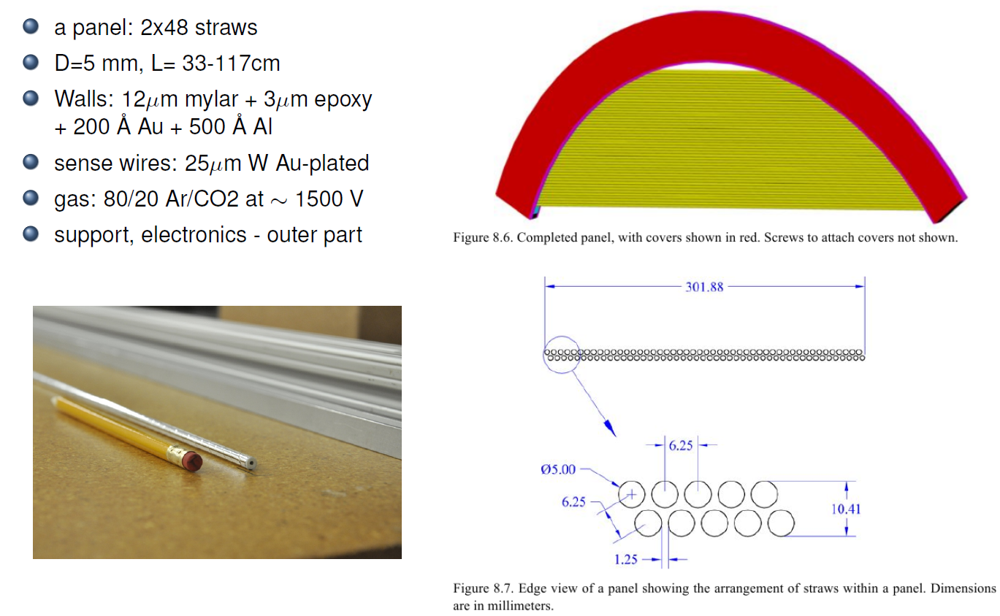 a panel: 2x48 straws
D=5 mm, L= 33-117cm
Walls: 12μm mylar + 3μm epoxy
+ 200 Å Au + 500 Å Al
sense wires: 25μm W Au-plated
gas: 80/20 Ar/CO2 at ∼ 1500 V
support, electronics - outer part
Figure 8.6. Completed panel, with covers shown in red. Screws to attach covers not shown.
301.88
6.25
Ø5.00
6.25
10.41
1.25
Figure 8.7. Edge view of a panel showing the arrangement of straws within a panel. Dimensions
are in millimeters.